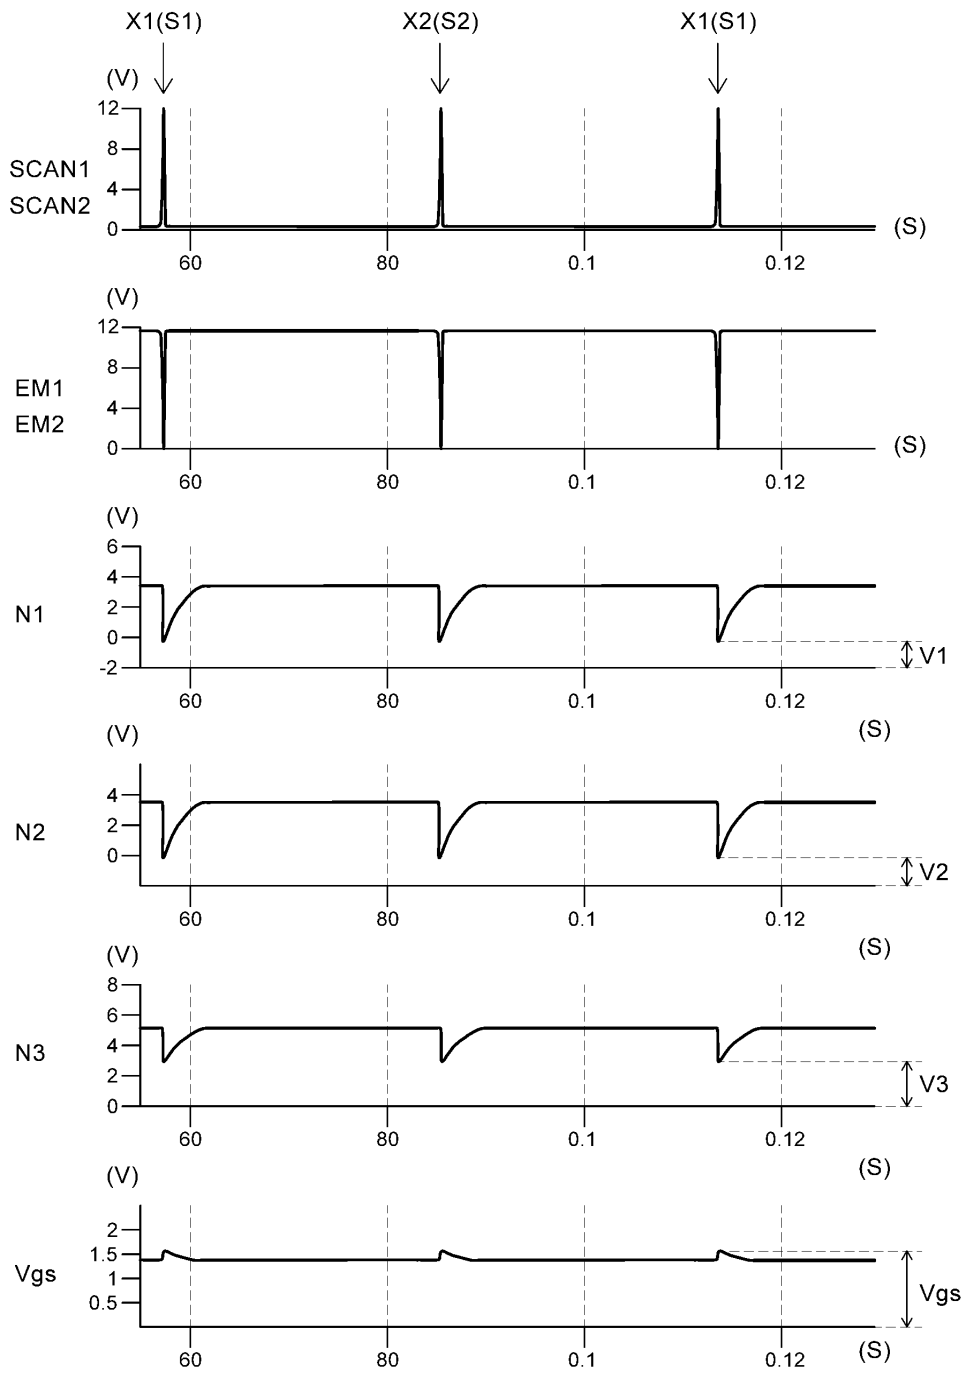 X1(S1) X2(S2) X1(S1)
(V)
12
8
SCAN1
4
SCAN2
0
(S)
60 80 0.1 0.12
(V)
12
8
EM1
4
EM2
0
(S)
60 80 0.1 0.12
(V)
6
4
2
N1
0
V1
-2
60 80 0.1 0.12
(S)
(V)
4
2
N2
0
V2
60 80 0.1 0.12
(S)
(V)
8
6
4
N3
2
V3
0
60 80 0.1 0.12
(S)
(V)
2
1.5
Vgs
1
Vgs
0.5
(S)
60 80 0.1 0.12